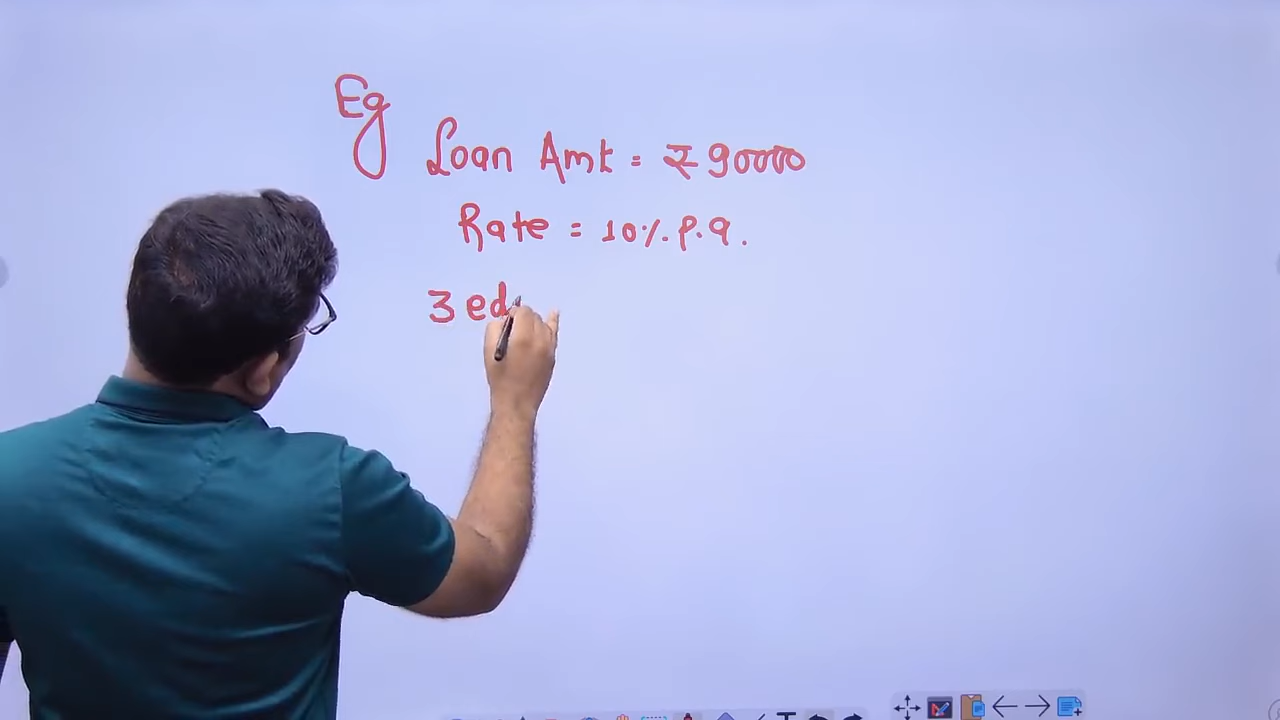 Eg
Loan Amt = ₹ 90000
Rate = 10% p.a.
3 ed